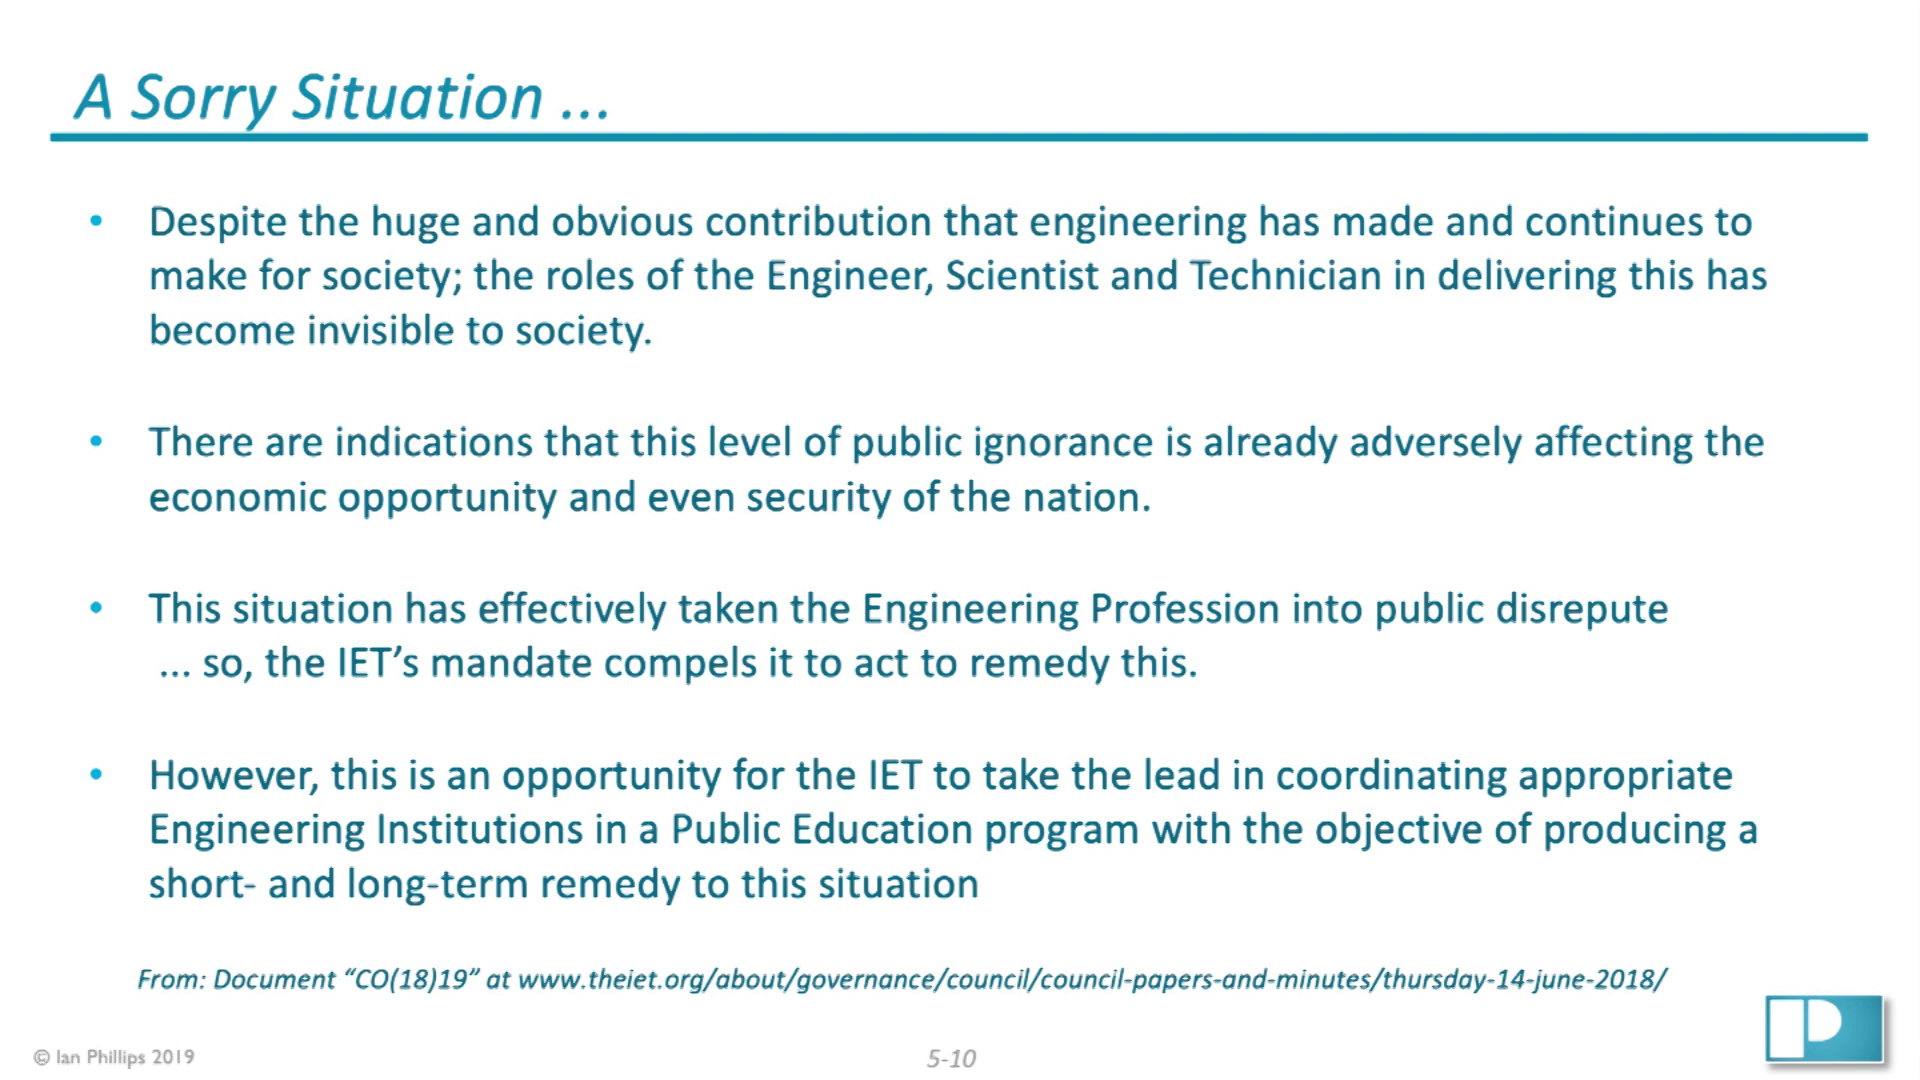 A Sorry Situation ...
• Despite the huge and obvious contribution that engineering has made and continues to
make for society; the roles of the Engineer, Scientist and Technician in delivering this has
become invisible to society.
• There are indications that this level of public ignorance is already adversely affecting the
economic opportunity and even security of the nation.
• This situation has effectively taken the Engineering Profession into public disrepute
... so, the IET’s mandate compels it to act to remedy this.
• However, this is an opportunity for the IET to take the lead in coordinating appropriate
Engineering Institutions in a Public Education program with the objective of producing a
short- and long-term remedy to this situation
From: Document “CO(18)19” at www.theiet.org/about/governance/council/council-papers-and-minutes/thursday-14-june-2018/
© Ian Phillips 2019
5-10
P